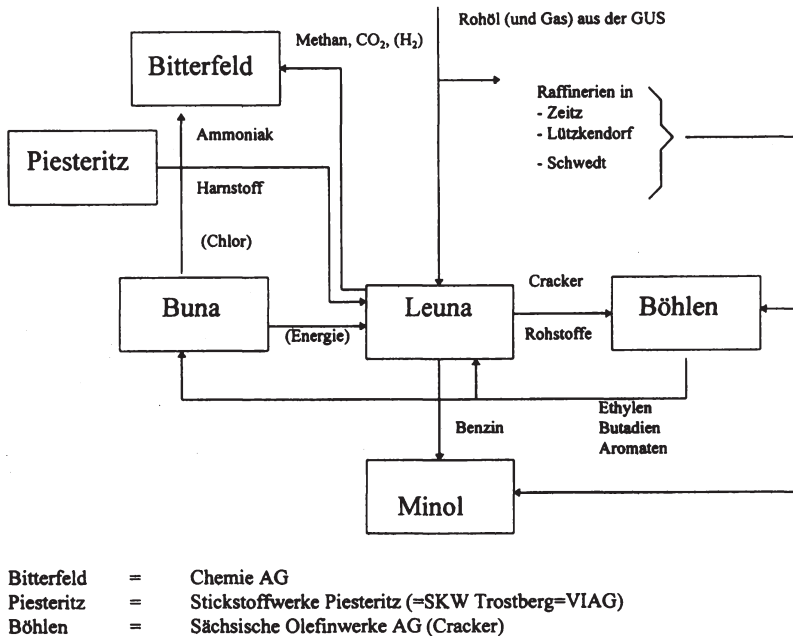 Rohöl (und Gas) aus der GUS
Methan, CO₂, (H₂)
Bitterfeld
Raffinerien in
- Zeitz
- Lützkendorf
- Schwedt
Ammoniak
Piesteritz
Harnstoff
(Chlor)
Buna
(Energie)
Leuna
Cracker
Rohstoffe
Böhlen
Ethylen
Butadien
Aromaten
Benzin
Minol
Bitterfeld = Chemie AG
Piesteritz = Stickstoffwerke Piesteritz (=SKW Trostberg=VIAG)
Böhlen = Sächsische Olefinwerke AG (Cracker)